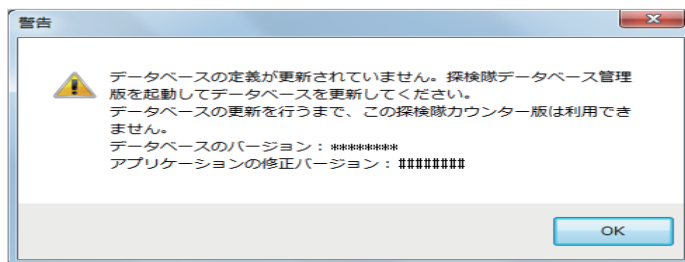 警告
データベースの定義が更新されていません。探検隊データベース管理
版を起動してデータベースを更新してください。
データベースの更新を行うまで、この探検隊カウンター版は利用でき
ません。
データベースのバージョン：********
アプリケーションの修正バージョン：########
OK